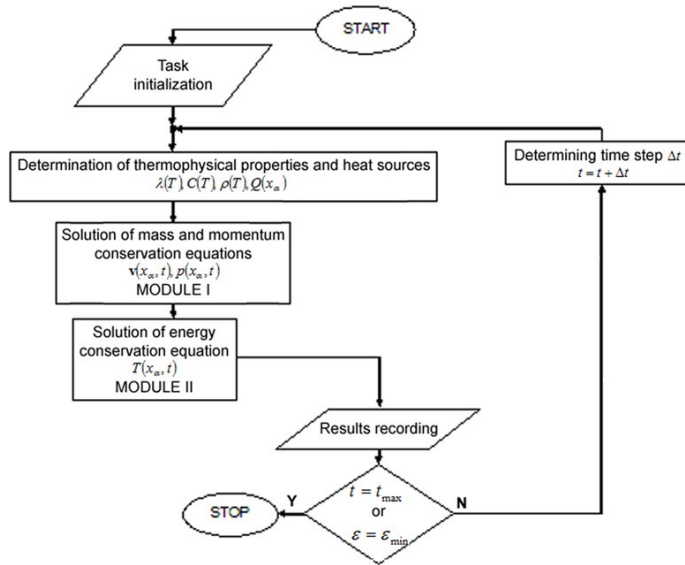 START
Task
initialization
Determination of thermophysical properties and heat sources
λ(T), C(T), ρ(T), Q(xα)
Determining time step Δt
t = t + Δt
Solution of mass and momentum
conservation equations
v(xα, t), p(xα, t)
MODULE I
Solution of energy
conservation equation
T(xα, t)
MODULE II
Results recording
t = tmax
or
ε = εmin
Y
N
STOP